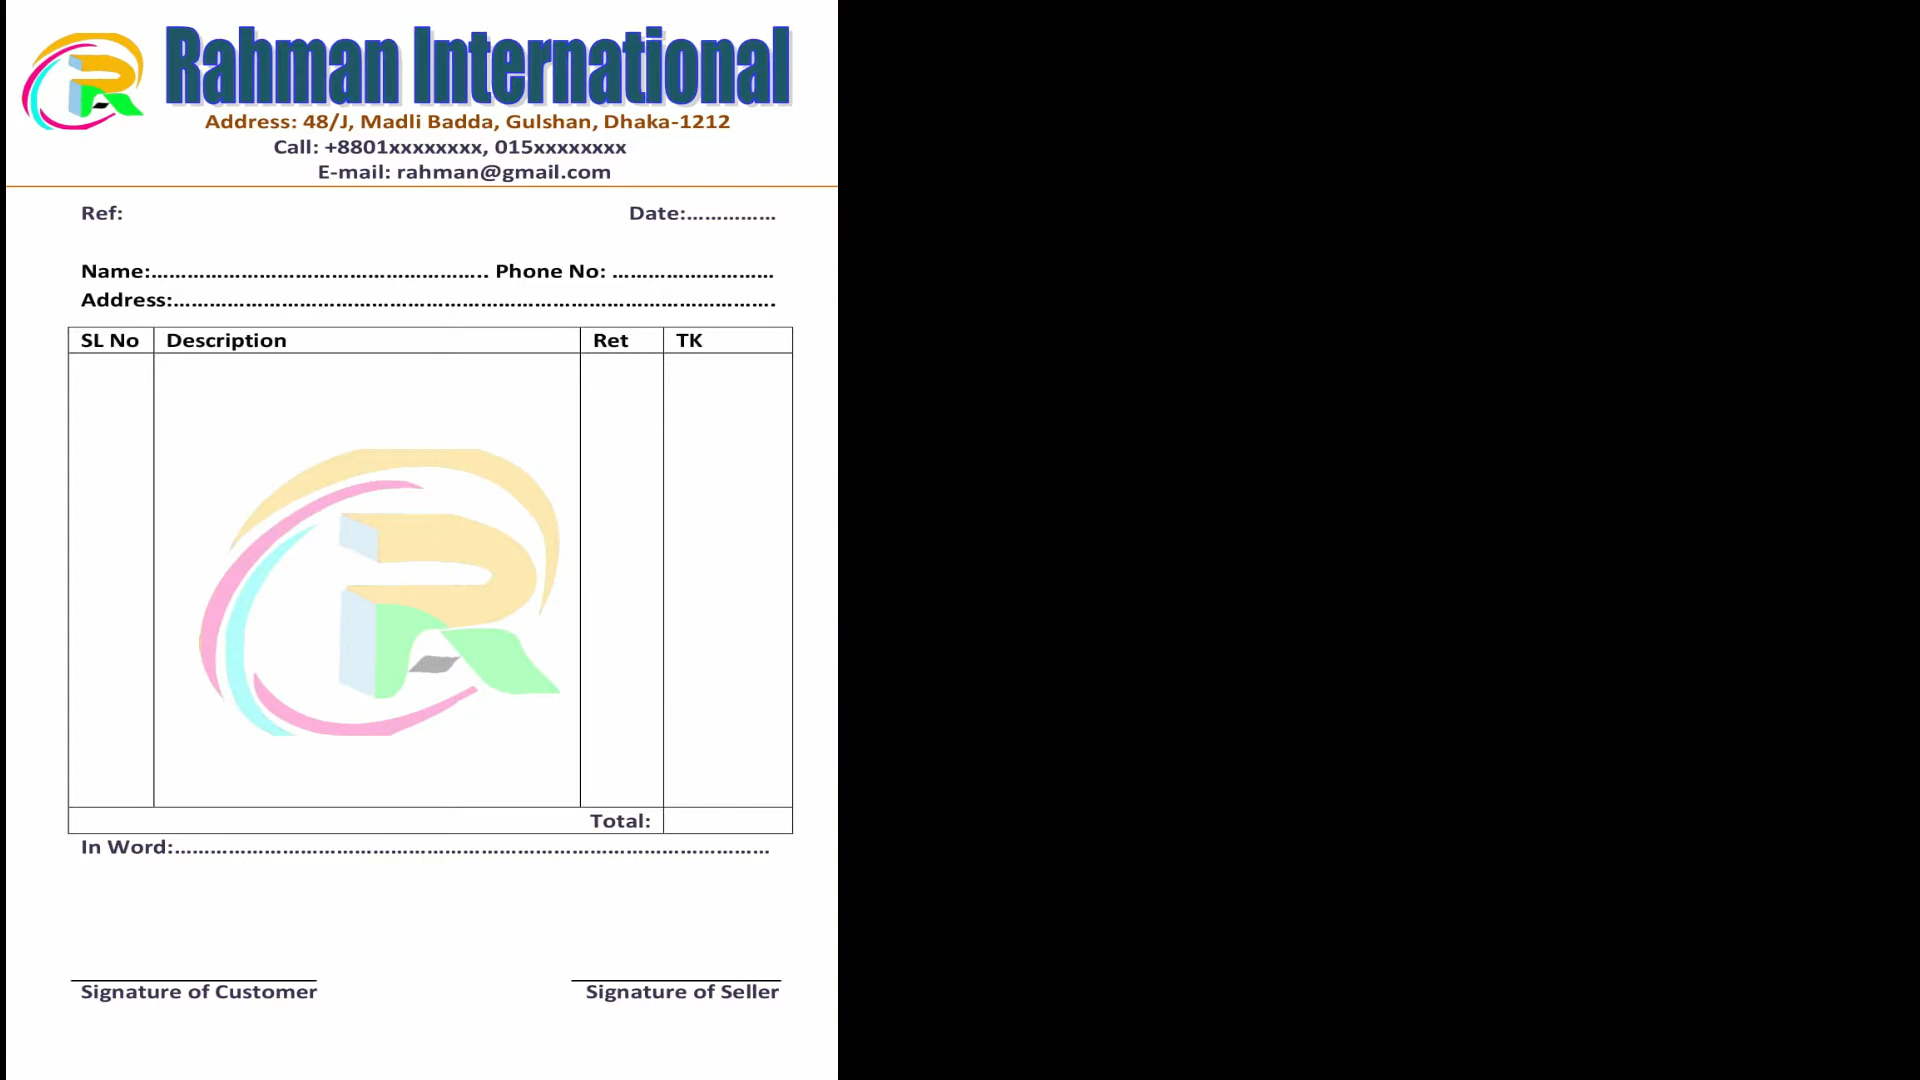 Rahman International
Address: 48/J, Madli Badda, Gulshan, Dhaka-1212
Call: +8801xxxxxxxx, 015xxxxxxxx
E-mail: rahman@gmail.com
Ref: Date:……………
Name:……………………………………………….. Phone No: ………………………
Address:……………………………………………………………………………………….
SL No Description Ret TK
Total:
In Word:………………………………………………………………………………………
Signature of Customer Signature of Seller